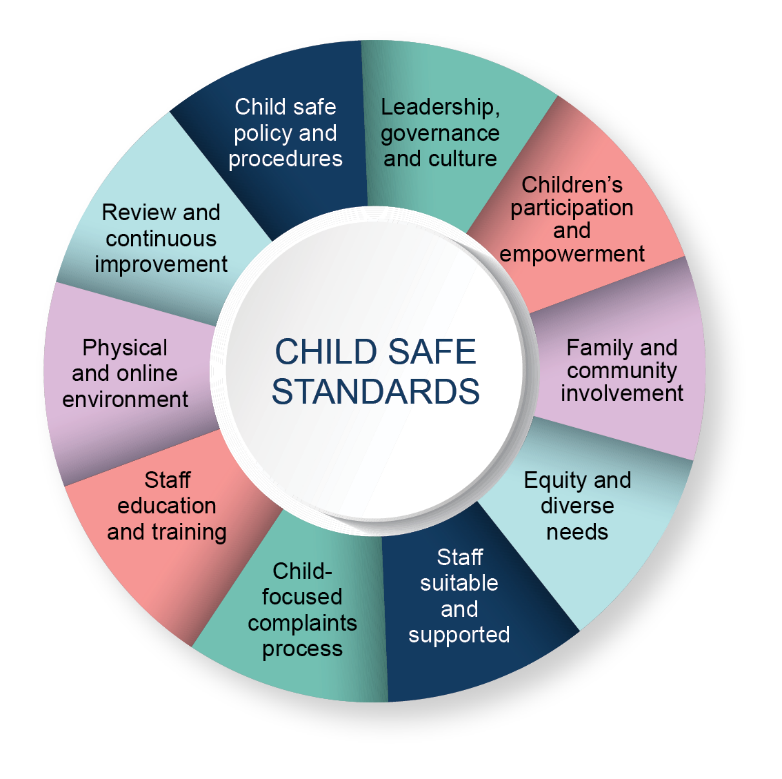 CHILD SAFE
STANDARDS
Leadership,
governance
and culture
Children’s
participation
and
empowerment
Family and
community
involvement
Equity and
diverse
needs
Staff
suitable
and
supported
Child-
focused
complaints
process
Staff
education
and training
Physical
and online
environment
Review and
continuous
improvement
Child safe
policy and
procedures